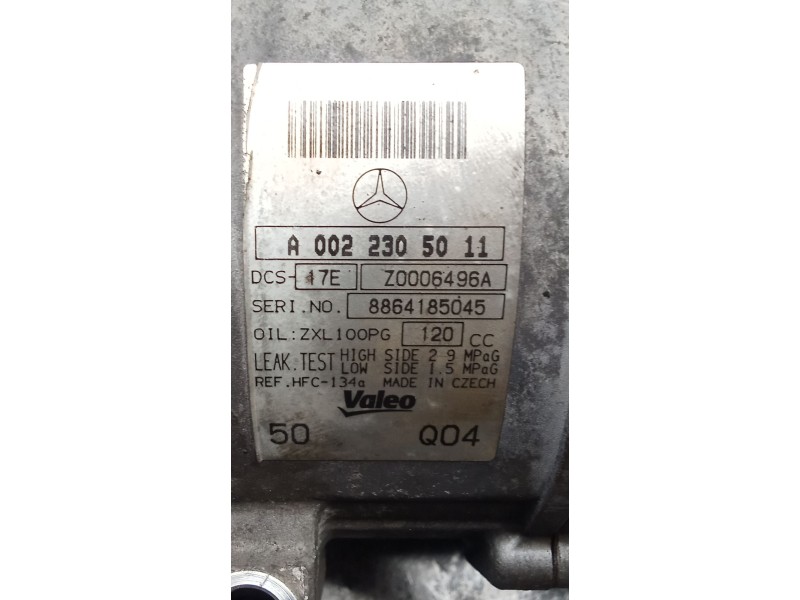 A 002 230 50 11
DCS-17E Z0006496A
SERI.NO. 8864185045
OIL:ZXL100PG 120 CC
LEAK.TEST HIGH SIDE 2 9 MPaG
LOW SIDE 1.5 MPaG
REF.HFC-134a MADE IN CZECH
Valeo
50 Q04